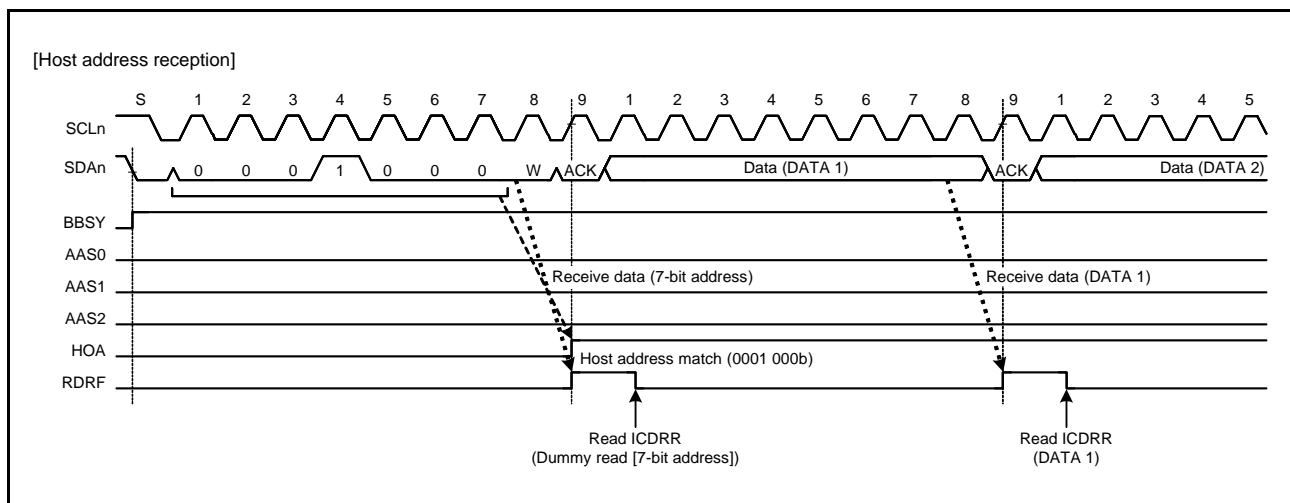 [Host address reception]
S 1 2 3 4 5 6 7 8 9 1 2 3 4 5 6 7 8 9 1 2 3 4 5
SCLn
SDAn 0 0 0 1 0 0 0 W ACK Data (DATA 1) ACK Data (DATA 2)
BBSY
AAS0
Receive data (7-bit address) Receive data (DATA 1)
AAS1
AAS2
HOA
Host address match (0001 000b)
RDRF
Read ICDRR Read ICDRR
(Dummy read [7-bit address]) (DATA 1)